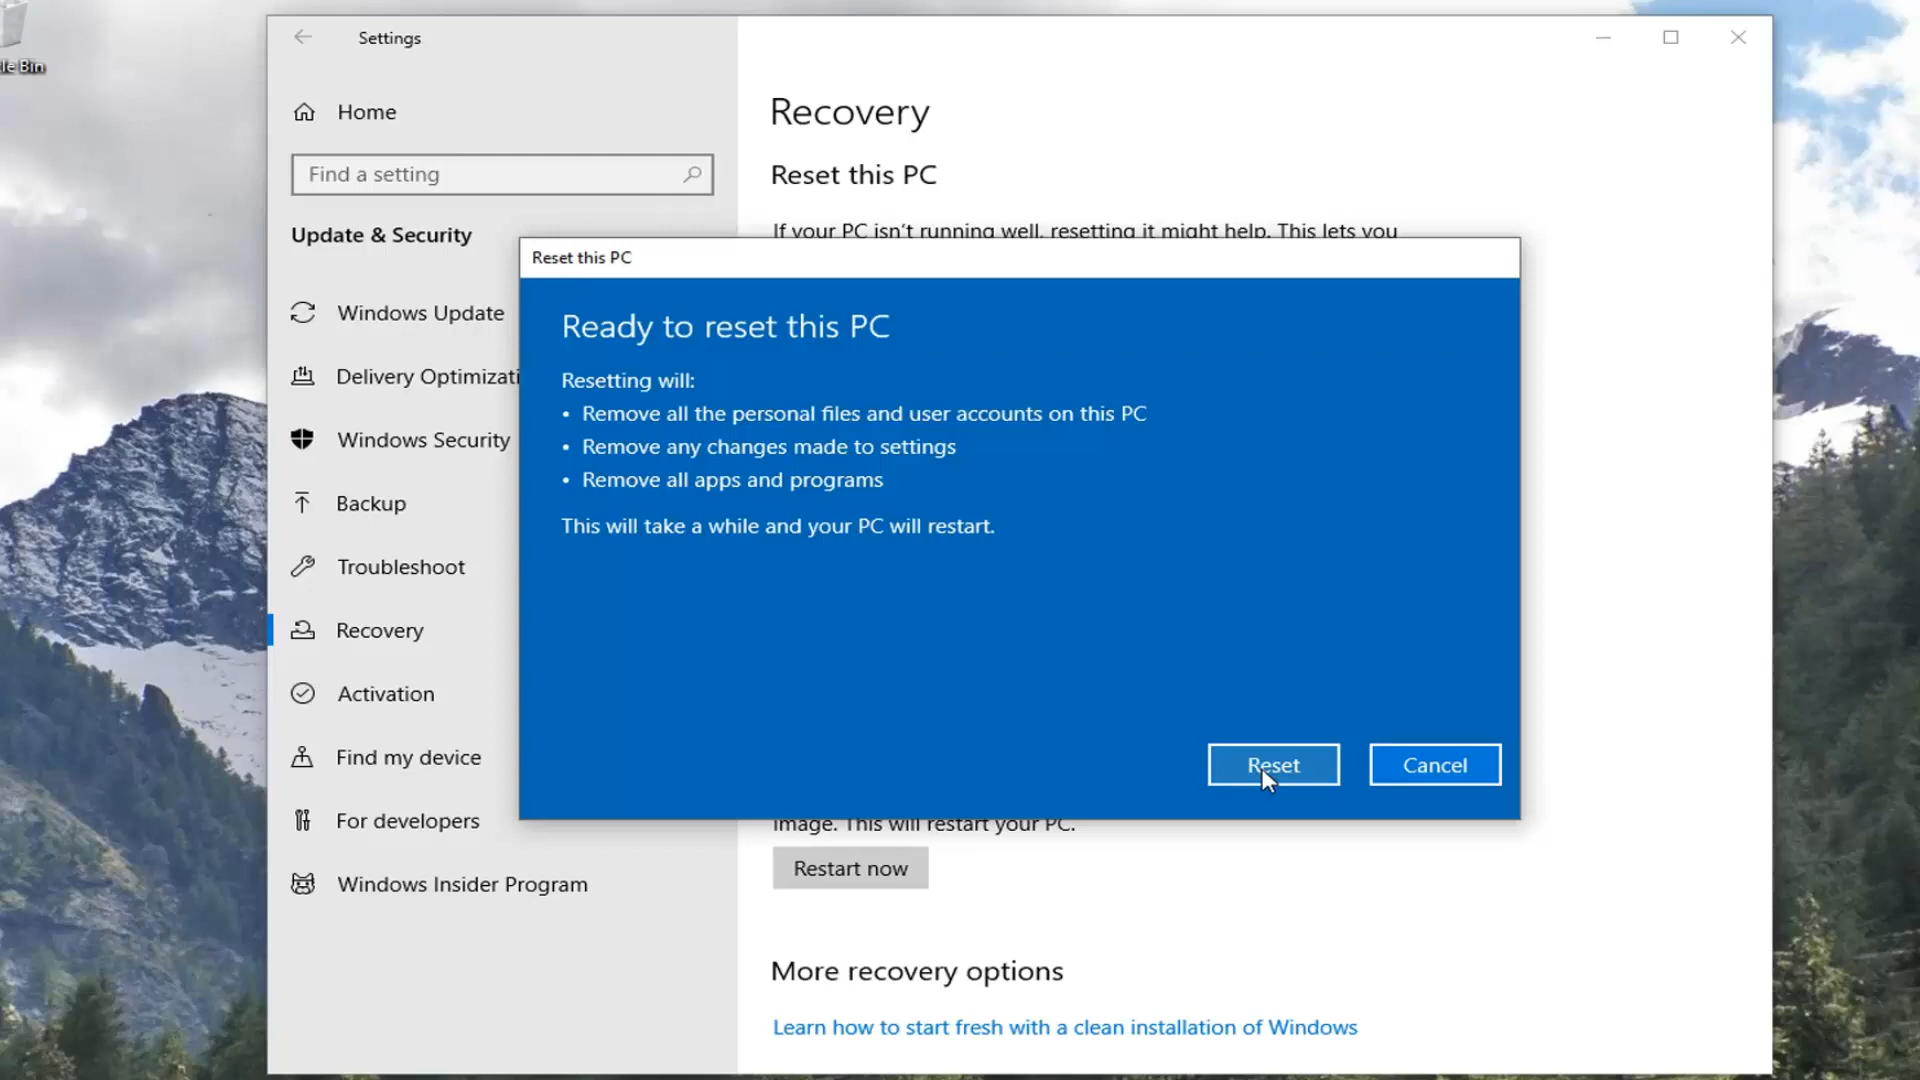 le Bin
Settings
Home
Find a setting
Update & Security
Windows Update
Delivery Optimizati
Windows Security
Backup
Troubleshoot
Recovery
Activation
Find my device
For developers
Windows Insider Program
Recovery
Reset this PC
If your PC isn't running well, resetting it might help. This lets you
Reset this PC
Ready to reset this PC
Resetting will:
• Remove all the personal files and user accounts on this PC
• Remove any changes made to settings
• Remove all apps and programs
This will take a while and your PC will restart.
Reset
Cancel
image. This will restart your PC.
Restart now
More recovery options
Learn how to start fresh with a clean installation of Windows